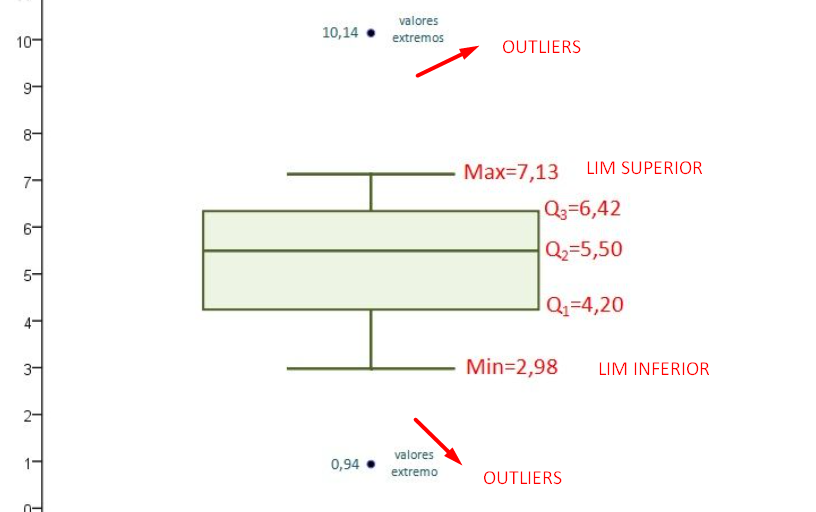 valores
10,14 extremos
10
OUTLIERS
9
8
7
Max=7,13 LIM SUPERIOR
Q3=6,42
6
Q2=5,50
5
Q1=4,20
4
3
Min=2,98 LIM INFERIOR
2
valores
1
0,94 extremo
OUTLIERS
0